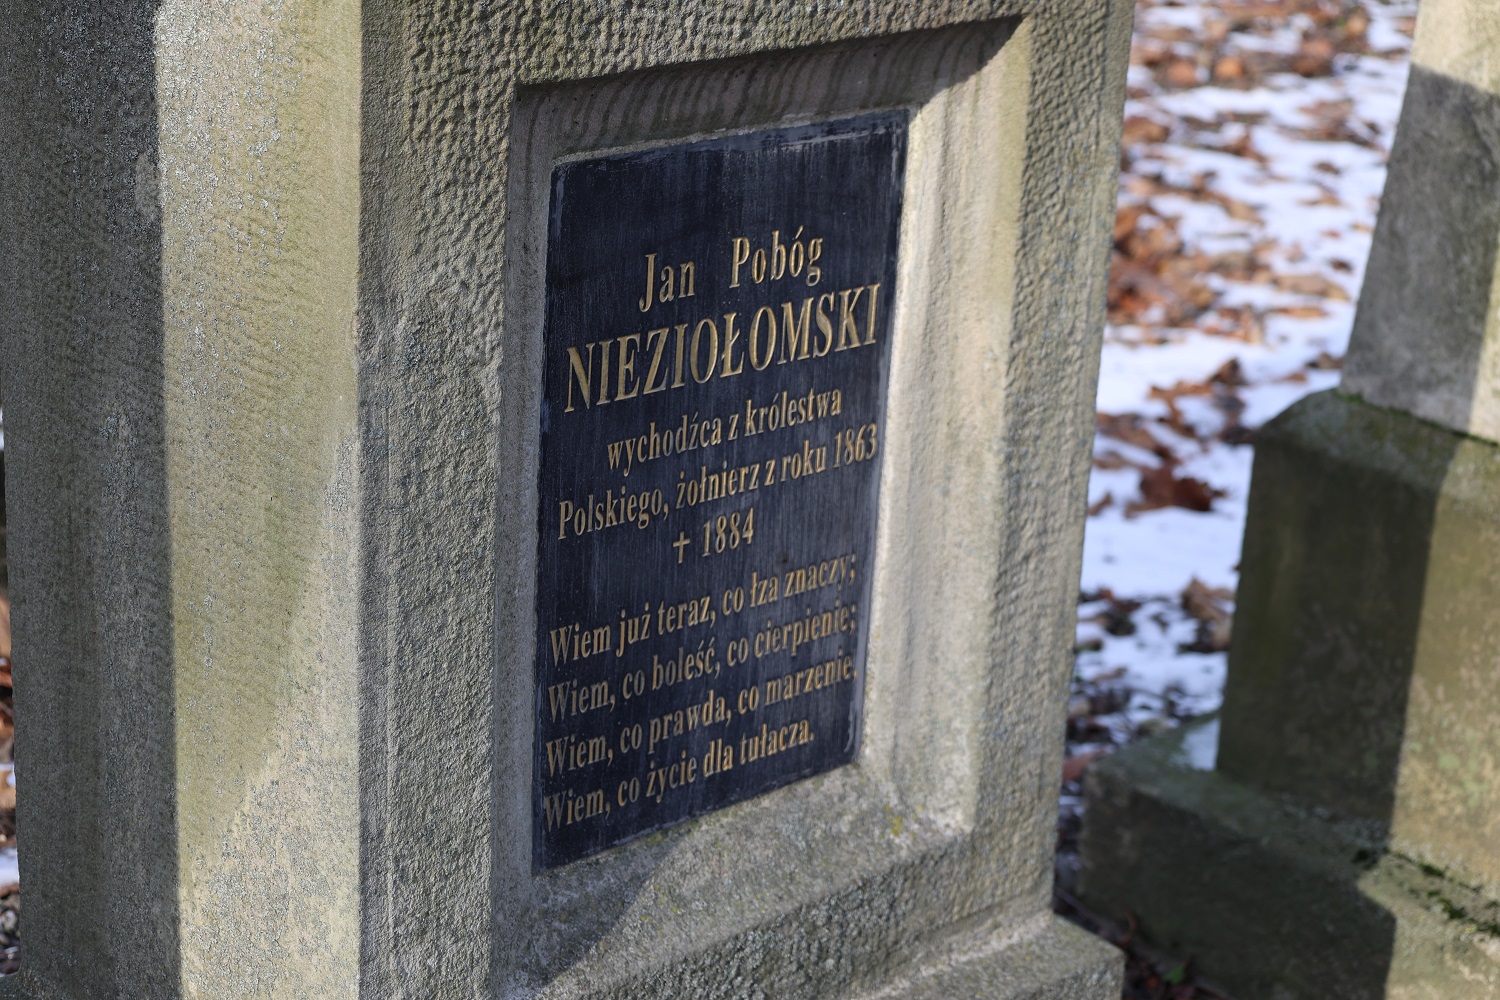 Jan Pobóg
NIEZIOŁOMSKI
wychodźca z królestwa
Polskiego, żołnierz z roku 1863
+ 1884
Wiem już teraz, co łza znaczy;
Wiem, co boleść, co cierpienie;
Wiem, co prawda, co marzenie,
Wiem, co życie dla tułacza.